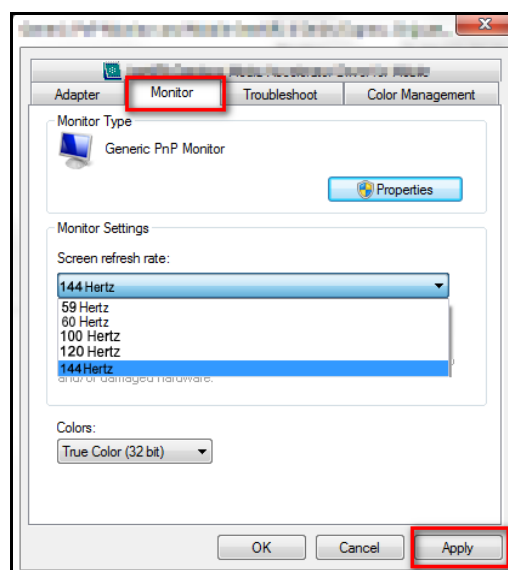 Adapter
Monitor
Troubleshoot
Color Management
Monitor Type
Generic PnP Monitor
Properties
Monitor Settings
Screen refresh rate:
144 Hertz
59 Hertz
60 Hertz
100 Hertz
120 Hertz
144 Hertz
and/or damaged hardware.
Colors:
True Color (32 bit)
OK
Cancel
Apply